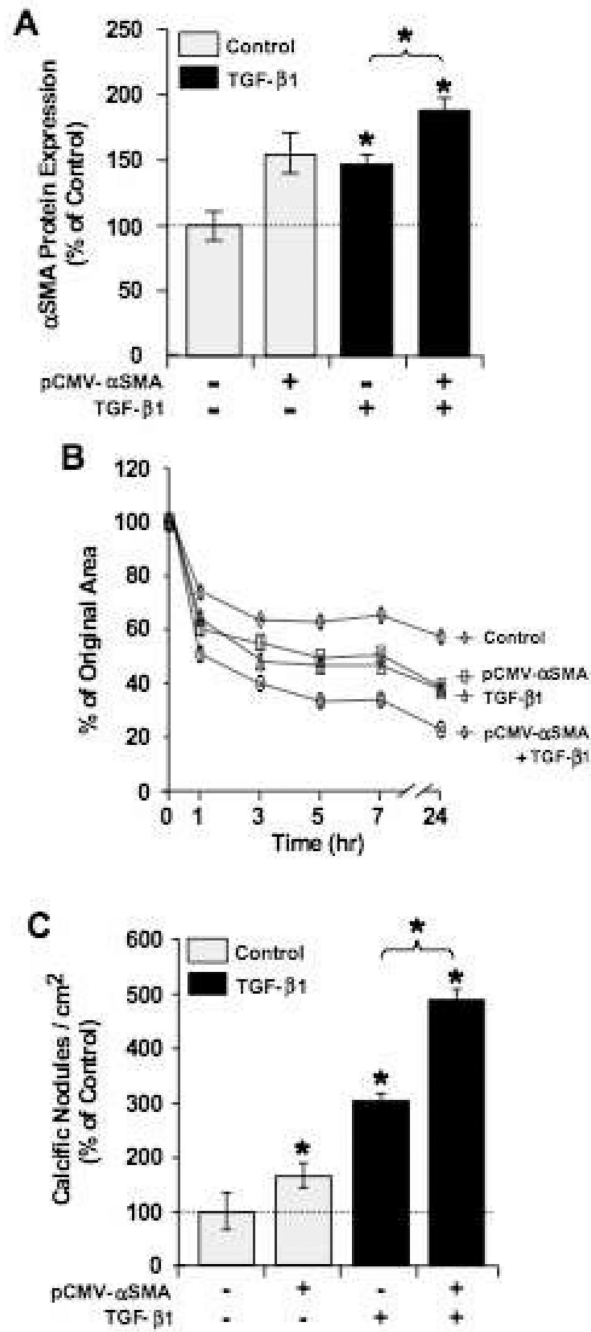 A
αSMA Protein Expression
(% of Control)
250
200
150
100
50
0
Control
TGF-β1
*
* *
pCMV-αSMA - + - +
TGF-β1 - - + +
B
% of Original Area
120
100
80
60
40
20
0
Control
pCMV-αSMA
TGF-β1
pCMV-αSMA
+ TGF-β1
0 1 3 5 7 24
Time (hr)
C
Calcific Nodules / cm²
(% of Control)
600
500
400
300
200
100
0
Control
TGF-β1
*
* * *
pCMV-αSMA - + - +
TGF-β1 - - + +